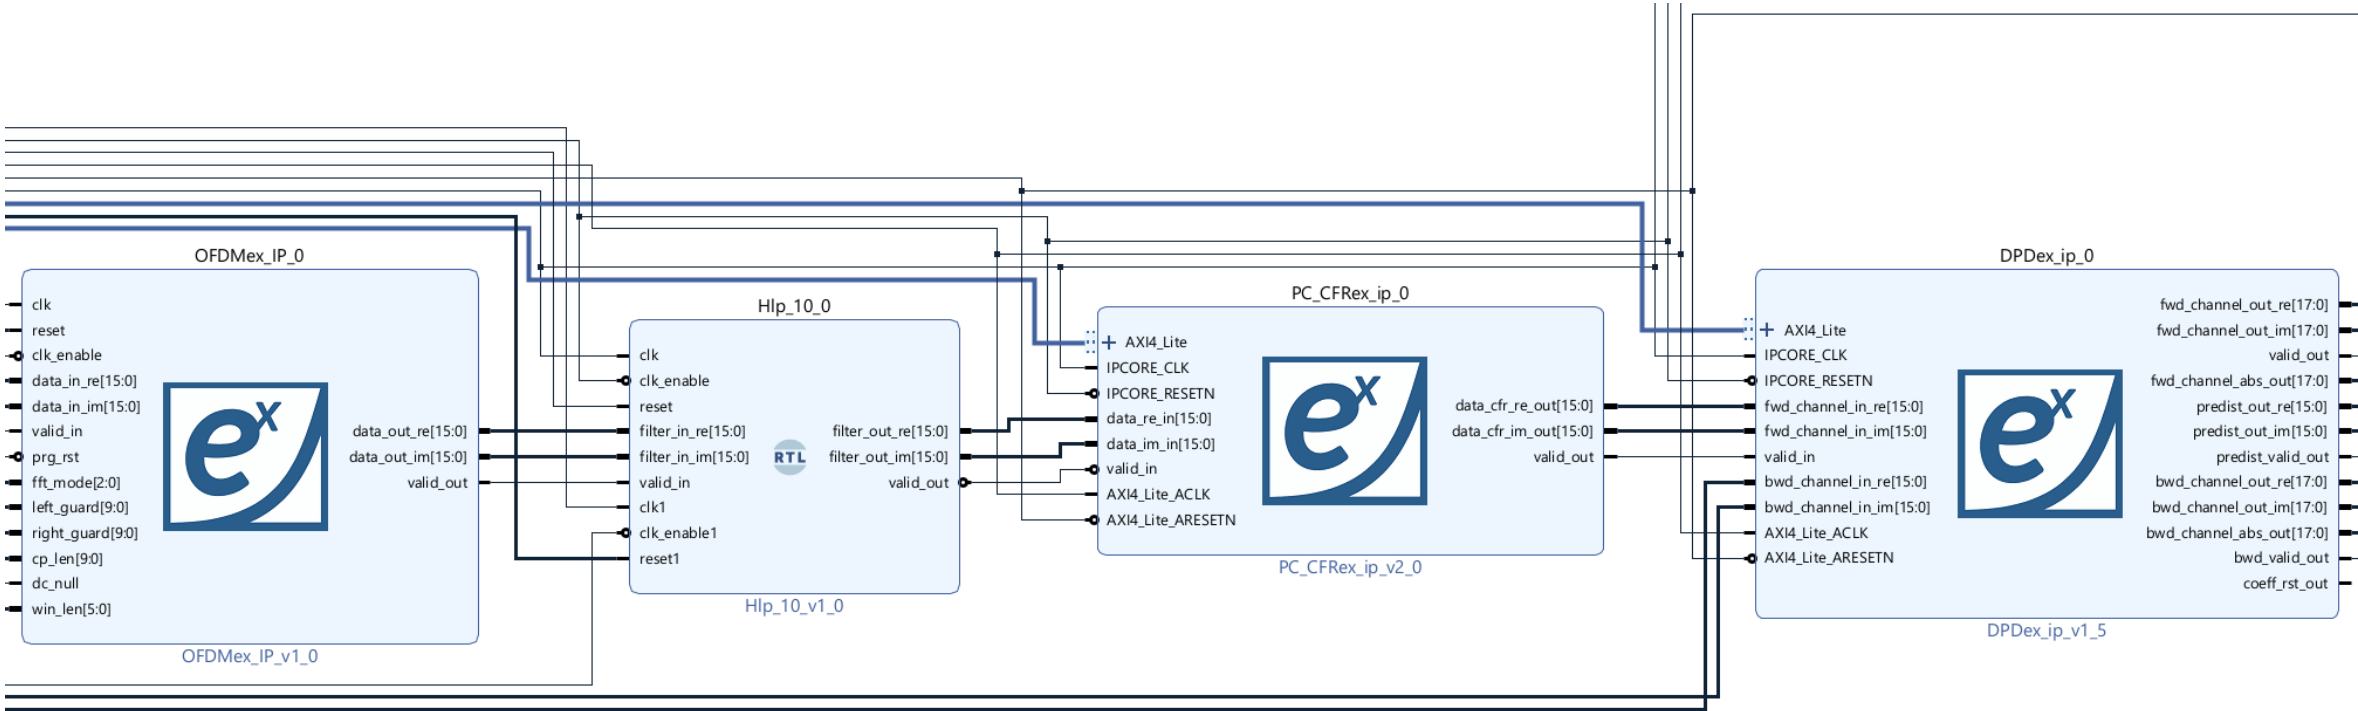 OFDMex_IP_0
clk
reset
clk_enable
data_in_re[15:0]
data_in_im[15:0]
valid_in
prg_rst
fft_mode[2:0]
left_guard[9:0]
right_guard[9:0]
cp_len[9:0]
dc_null
win_len[5:0]
ex
data_out_re[15:0]
data_out_im[15:0]
valid_out
OFDMex_IP_v1_0
Hlp_10_0
clk
clk_enable
reset
filter_in_re[15:0]
filter_in_im[15:0]
valid_in
clk1
clk_enable1
reset1
RTL
filter_out_re[15:0]
filter_out_im[15:0]
valid_out
Hlp_10_v1_0
PC_CFRex_ip_0
AXI4_Lite
IPCORE_CLK
IPCORE_RESETN
data_re_in[15:0]
data_im_in[15:0]
valid_in
AXI4_Lite_ACLK
AXI4_Lite_ARESETN
ex
data_cfr_re_out[15:0]
data_cfr_im_out[15:0]
valid_out
PC_CFRex_ip_v2_0
DPDex_ip_0
AXI4_Lite
IPCORE_CLK
IPCORE_RESETN
fwd_channel_in_re[15:0]
fwd_channel_in_im[15:0]
valid_in
bwd_channel_in_re[15:0]
bwd_channel_in_im[15:0]
AXI4_Lite_ACLK
AXI4_Lite_ARESETN
ex
fwd_channel_out_re[17:0]
fwd_channel_out_im[17:0]
valid_out
fwd_channel_abs_out[17:0]
predist_out_re[15:0]
predist_out_im[15:0]
predist_valid_out
bwd_channel_out_re[17:0]
bwd_channel_out_im[17:0]
bwd_channel_abs_out[17:0]
bwd_valid_out
coeff_rst_out
DPDex_ip_v1_5